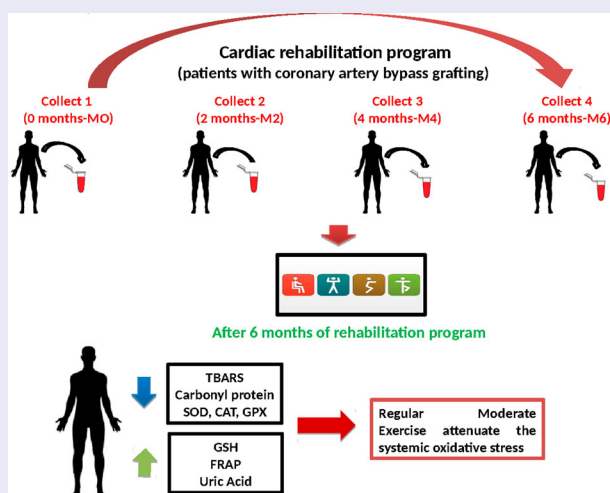 Cardiac rehabilitation program
(patients with coronary artery bypass grafting)
Collect 1
(0 months-MO)
Collect 2
(2 months-M2)
Collect 3
(4 months-M4)
Collect 4
(6 months-M6)
After 6 months of rehabilitation program
TBARS
Carbonyl protein
SOD, CAT, GPX
GSH
FRAP
Uric Acid
Regular Moderate
Exercise attenuate the
systemic oxidative stress